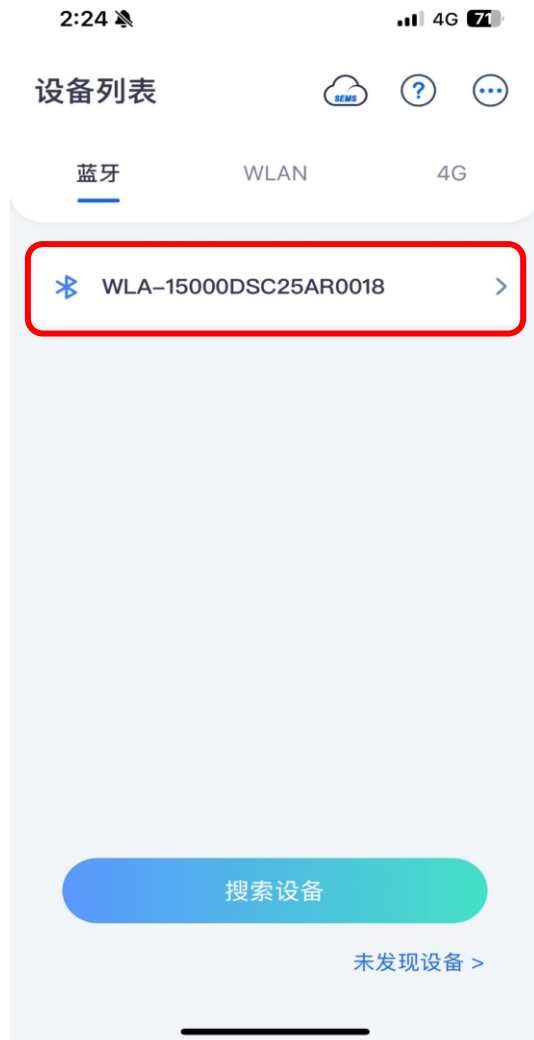 2:24 4G 71
设备列表 SEMS ?
蓝牙 WLAN 4G
WLA-15000DSC25AR0018 >
搜索设备
未发现设备 >